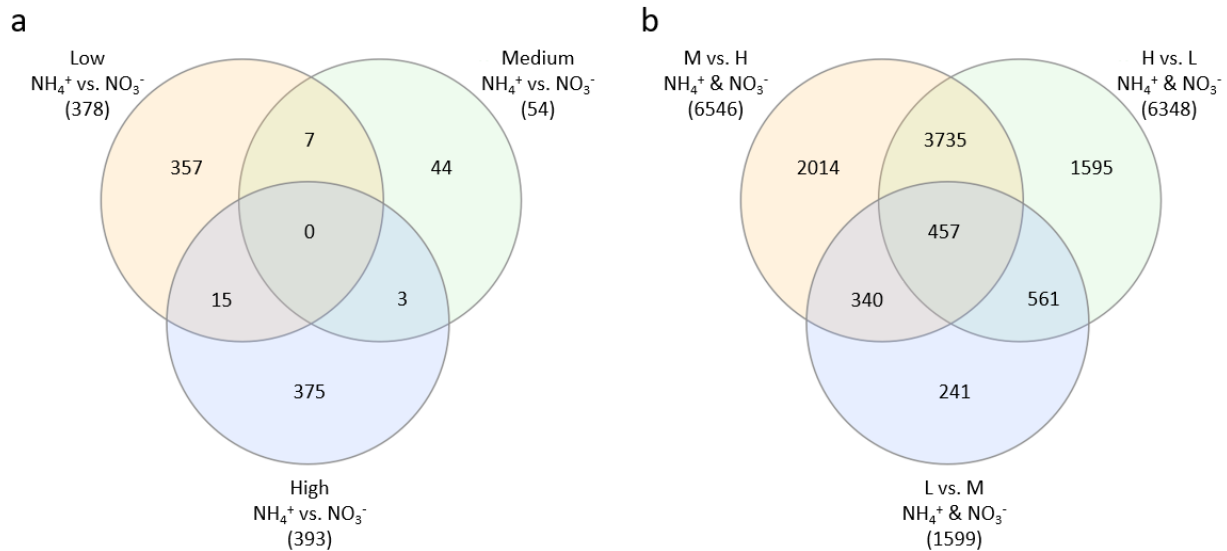 a
Low
NH₄⁺ vs. NO₃⁻
(378)
Medium
NH₄⁺ vs. NO₃⁻
(54)
7
357
44
0
15
3
375
High
NH₄⁺ vs. NO₃⁻
(393)
b
M vs. H
NH₄⁺ & NO₃⁻
(6546)
H vs. L
NH₄⁺ & NO₃⁻
(6348)
3735
2014
1595
457
340
561
241
L vs. M
NH₄⁺ & NO₃⁻
(1599)